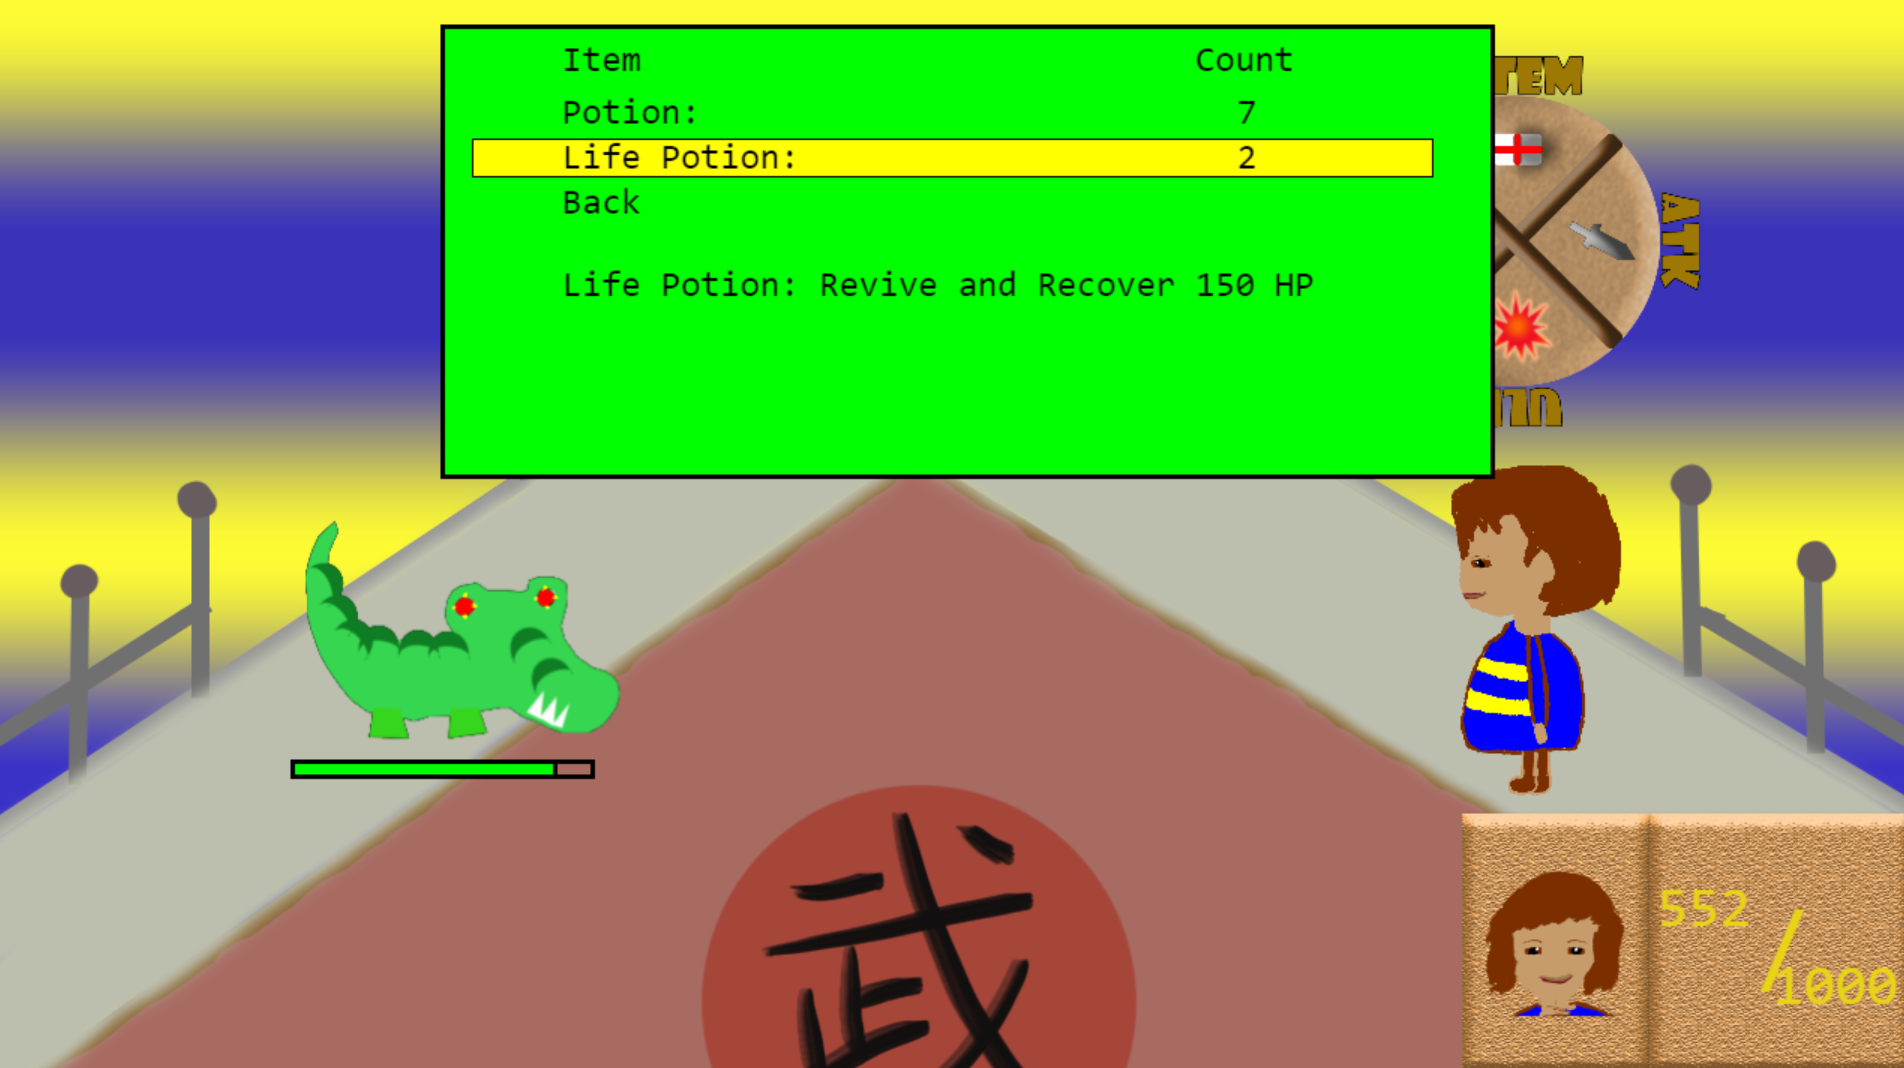 Item Count
Potion: 7
Life Potion: 2
Back
Life Potion: Revive and Recover 150 HP
TEM
ATK
武
552
/
1000